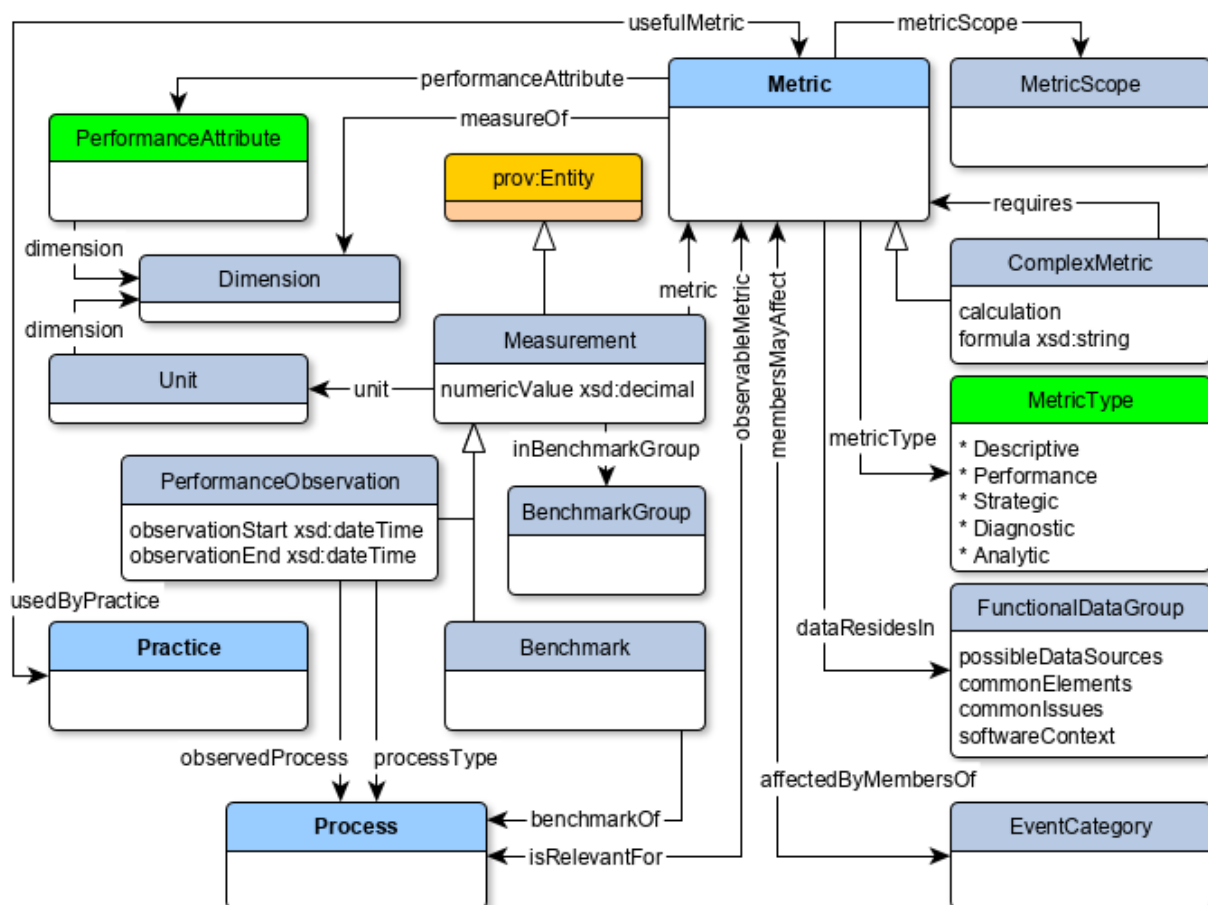 usefulMetric
metricScope
performanceAttribute
Metric
MetricScope
PerformanceAttribute
measureOf
prov:Entity
requires
dimension
Dimension
ComplexMetric
calculation
formula xsd:string
metric
dimension
Measurement
numericValue xsd:decimal
Unit
unit
observableMetric
membersMayAffect
MetricType
* Descriptive
* Performance
* Strategic
* Diagnostic
* Analytic
metricType
inBenchmarkGroup
PerformanceObservation
observationStart xsd:dateTime
observationEnd xsd:dateTime
BenchmarkGroup
usedByPractice
Practice
Benchmark
dataResidesIn
FunctionalDataGroup
possibleDataSources
commonElements
commonIssues
softwareContext
observedProcess
processType
affectedByMembersOf
Process
benchmarkOf
isRelevantFor
EventCategory